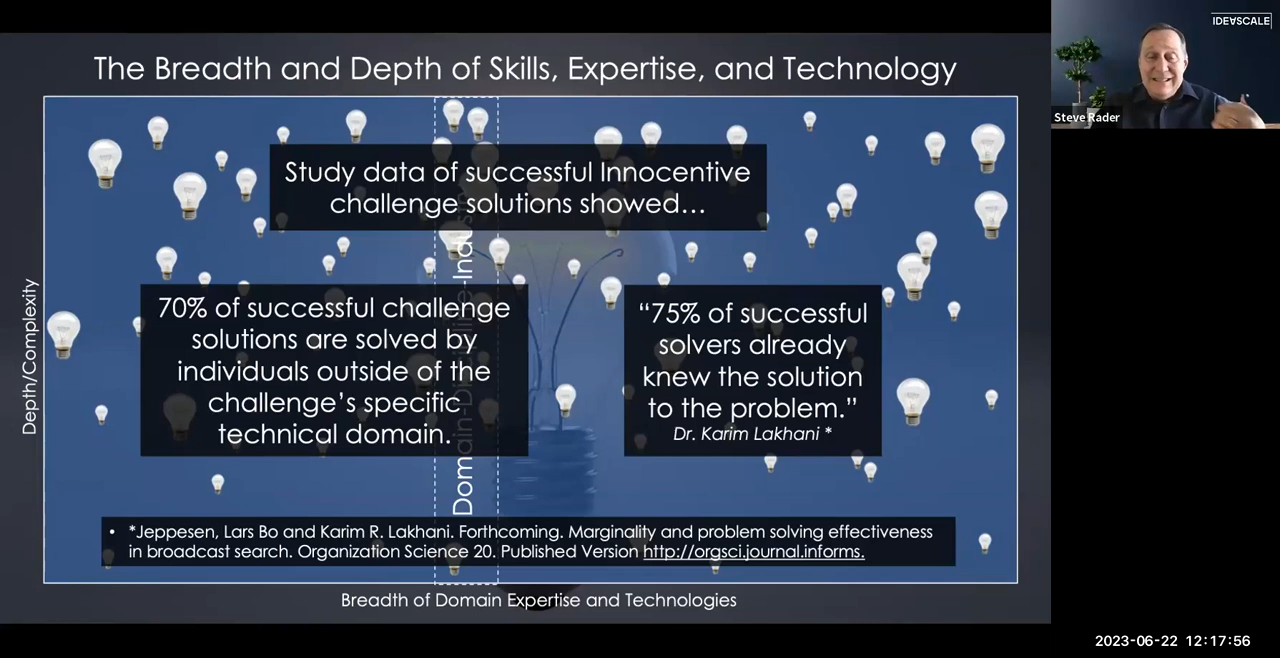 The Breadth and Depth of Skills, Expertise, and Technology
IDEASCALE
Steve Rader
Study data of successful Innocentive
challenge solutions showed…
70% of successful challenge
solutions are solved by
individuals outside of the
challenge’s specific
technical domain.
“75% of successful
solvers already
knew the solution
to the problem.”
Dr. Karim Lakhani *
Domain-Discipline-Indus
Depth/Complexity
• *Jeppesen, Lars Bo and Karim R. Lakhani. Forthcoming. Marginality and problem solving effectiveness
in broadcast search. Organization Science 20. Published Version http://orgsci.journal.informs.
Breadth of Domain Expertise and Technologies
2023-06-22 12:17:56